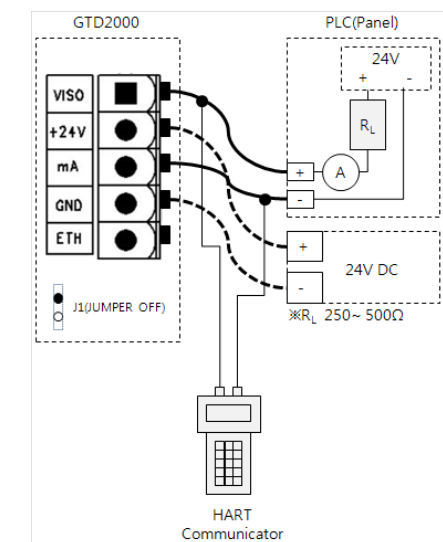 GTD2000
PLC(Panel)
24V
+ -
VISO
+24V
RL
mA
+ A
GND
-
ETH
+
24V DC
J1(JUMPER OFF)
-
※RL 250~ 500Ω
HART
Communicator